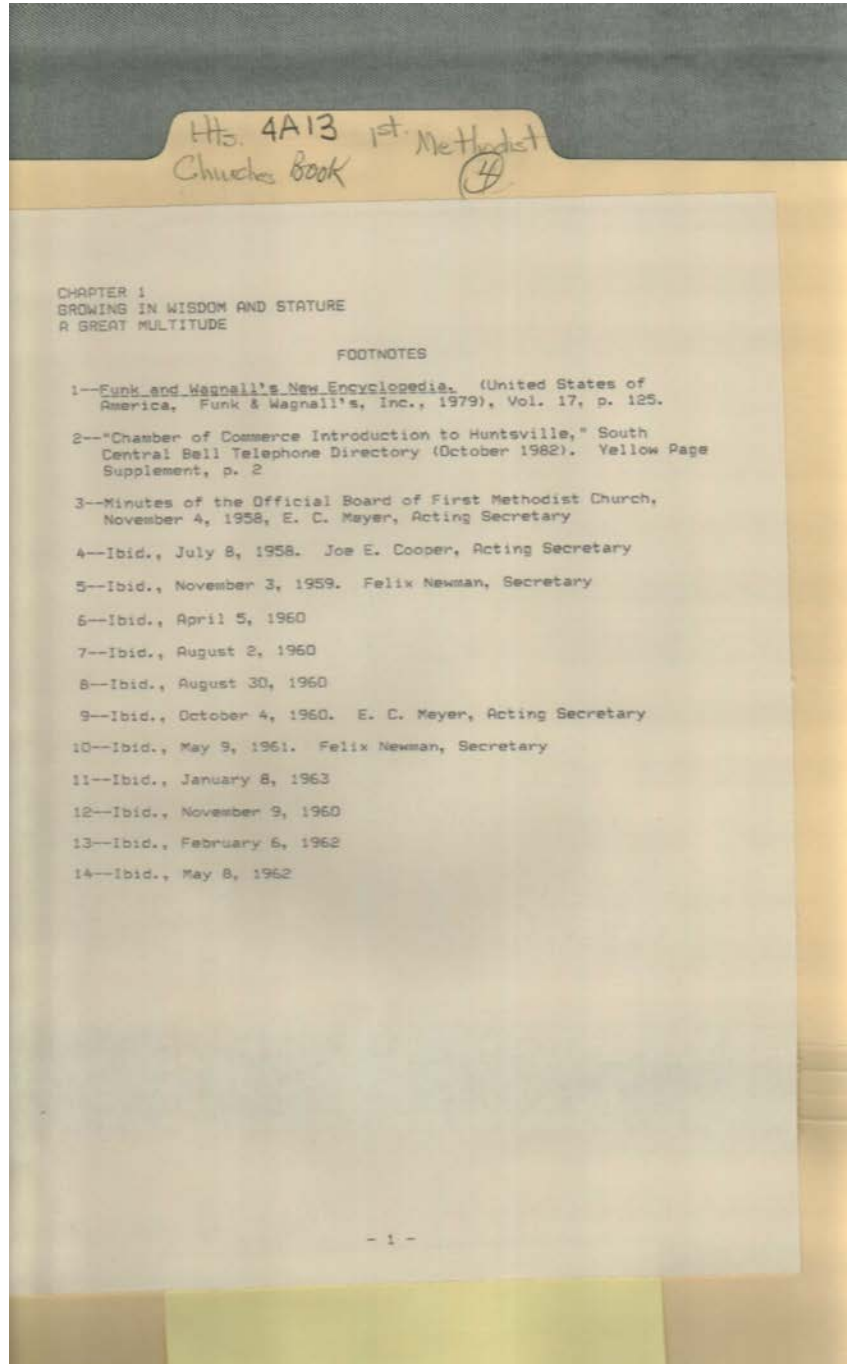 Hts. 4A13 1st. Methodist
Churches Book 4
CHAPTER 1
GROWING IN WISDOM AND STATURE
A GREAT MULTITUDE
FOOTNOTES
1--Funk and Wagnall's New Encyclopedia. (United States of
America, Funk & Wagnall's, Inc., 1979), Vol. 17, p. 125.
2--"Chamber of Commerce Introduction to Huntsville," South
Central Bell Telephone Directory (October 1982). Yellow Page
Supplement, p. 2
3--Minutes of the Official Board of First Methodist Church,
November 4, 1958, E. C. Meyer, Acting Secretary
4--Ibid., July 8, 1958. Joe E. Cooper, Acting Secretary
5--Ibid., November 3, 1959. Felix Newman, Secretary
6--Ibid., April 5, 1960
7--Ibid., August 2, 1960
8--Ibid., August 30, 1960
9--Ibid., October 4, 1960. E. C. Meyer, Acting Secretary
10--Ibid., May 9, 1961. Felix Newman, Secretary
11--Ibid., January 8, 1963
12--Ibid., November 9, 1960
13--Ibid., February 6, 1962
14--Ibid., May 8, 1962
- 1 -